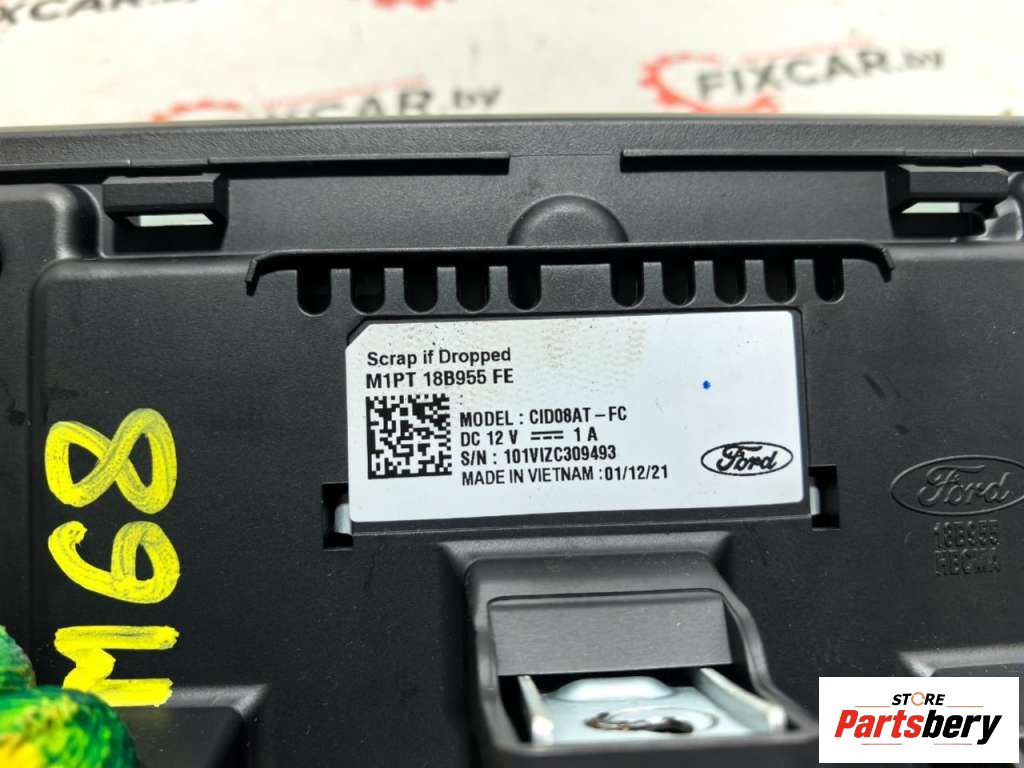 FIXCAR.by
FIXCAR.by
Scrap if Dropped
M1PT 18B955 FE
MODEL : CID08AT-FC
DC 12 V ⎓ 1 A
S/N : 101VIZC309493
MADE IN VIETNAM : 01/12/21
Ford
Ford
18B955
M68
STORE
Partsbery